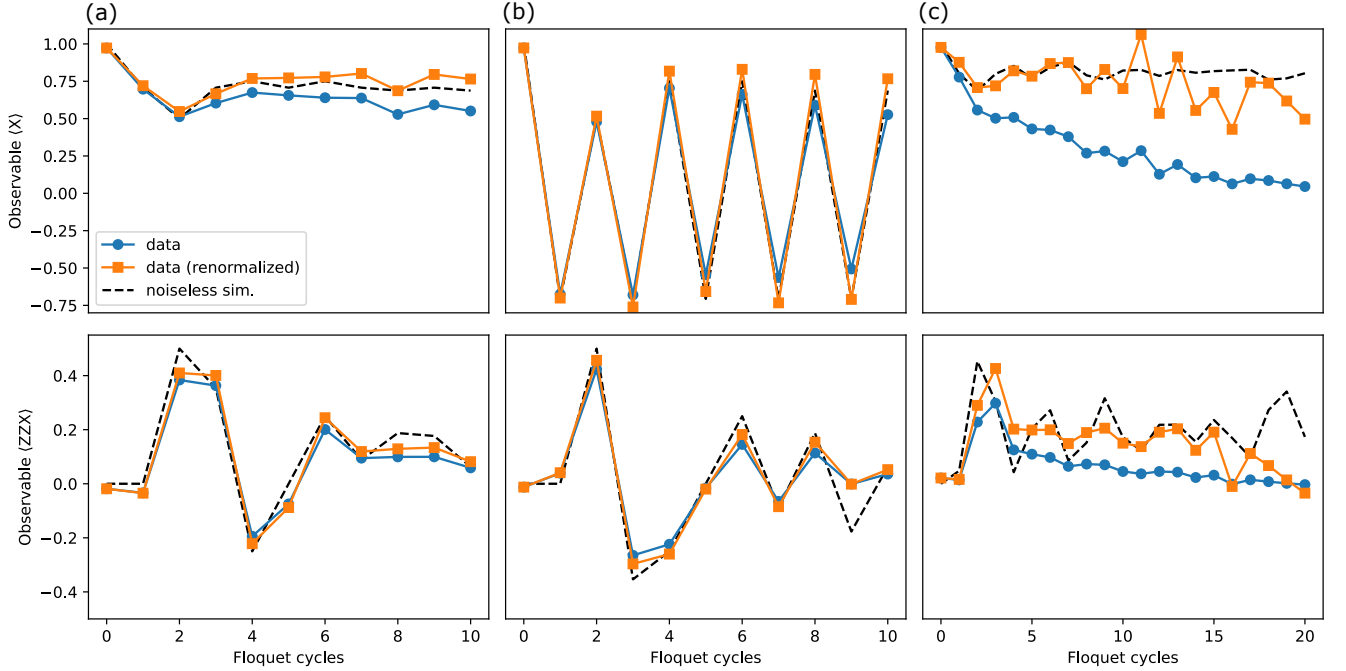 (a)
(b)
(c)
Observable ⟨X⟩
1.00
0.75
0.50
0.25
0.00
−0.25
−0.50
−0.75
data
data (renormalized)
noiseless sim.
Observable ⟨ZZX⟩
0.4
0.2
0.0
−0.2
−0.4
0 2 4 6 8 10
0 2 4 6 8 10
0 5 10 15 20
Floquet cycles
Floquet cycles
Floquet cycles